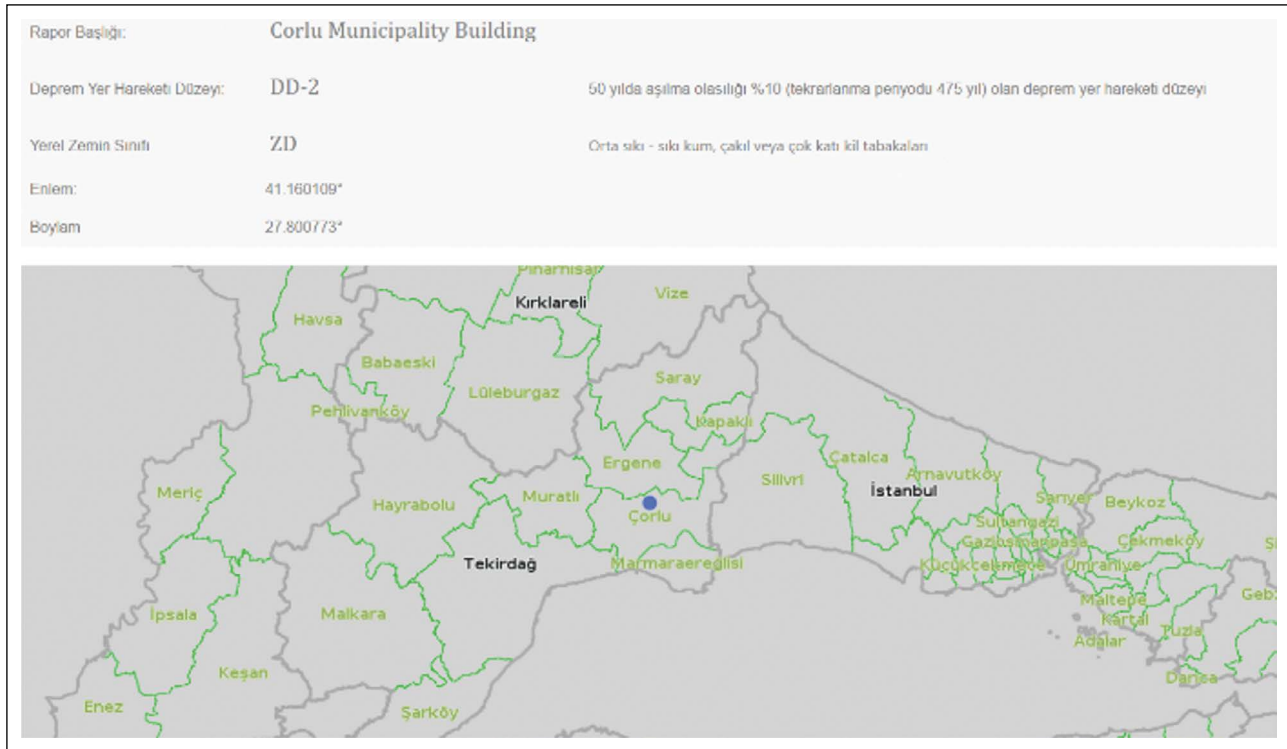 Rapor Başlığı: Corlu Municipality Building
Deprem Yer Hareketi Düzeyi: DD-2 50 yılda aşılma olasılığı %10 (tekrarlanma periyodu 475 yıl) olan deprem yer hareketi düzeyi
Yerel Zemin Sınıfı ZD Orta sıkı - sıkı kum, çakıl veya çok katı kil tabakaları
Enlem: 41.160109°
Boylam 27.800773°
Pınarhisar
Kırklareli
Vize
Havsa
Babaeski
Lüleburgaz
Saray
Pehlivanköy
Kapaklı
Ergene
Çatalca
Silivri
Arnavutköy
İstanbul
Meriç
Hayrabolu
Muratlı
Çorlu
Sarıyer
Beykoz
Sultangazi
Gaziosmanpaşa
Çekmeköy
Tekirdağ
Marmaraereğlisi
Küçükçekmece
Ümraniye
Geb
İpsala
Malkara
Maltepe
Kartal
Tuzla
Adalar
Keşan
Darıca
Enez
Şarköy